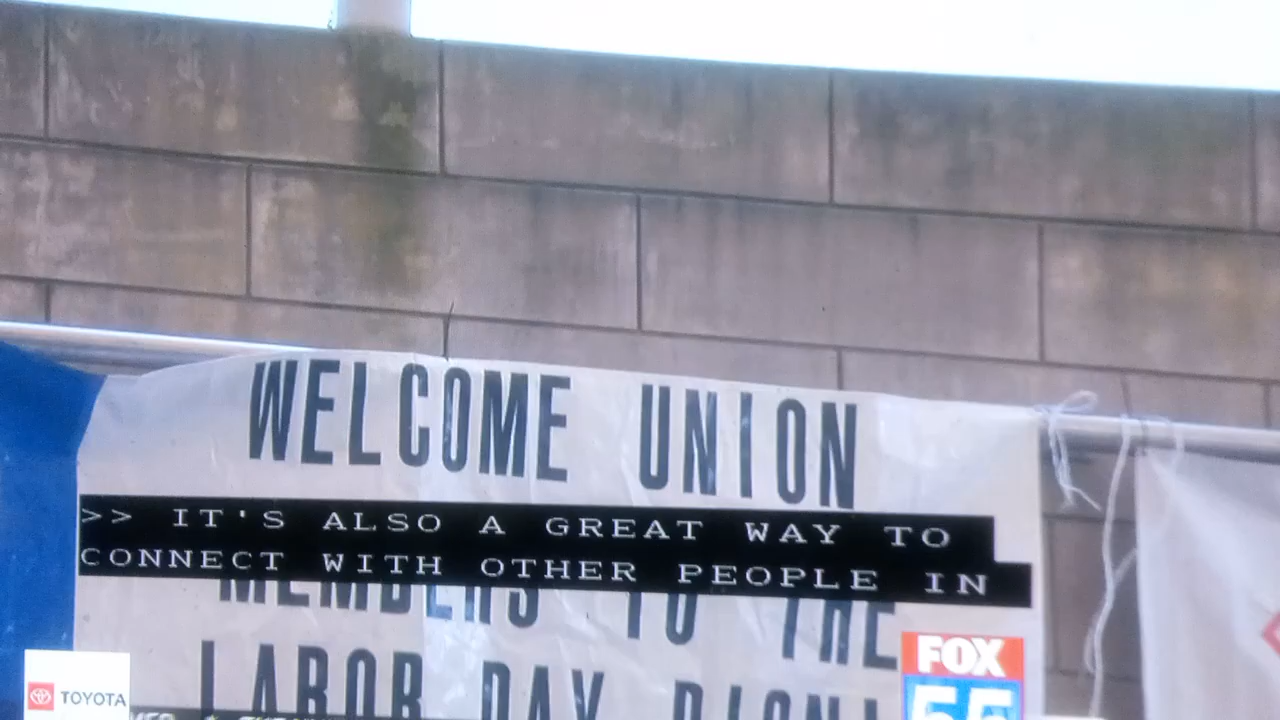 WELCOME UNION
>> IT'S ALSO A GREAT WAY TO
CONNECT WITH OTHER PEOPLE IN
MEMBERS TO THE
LABOR DAY
FOX
55
TOYOTA